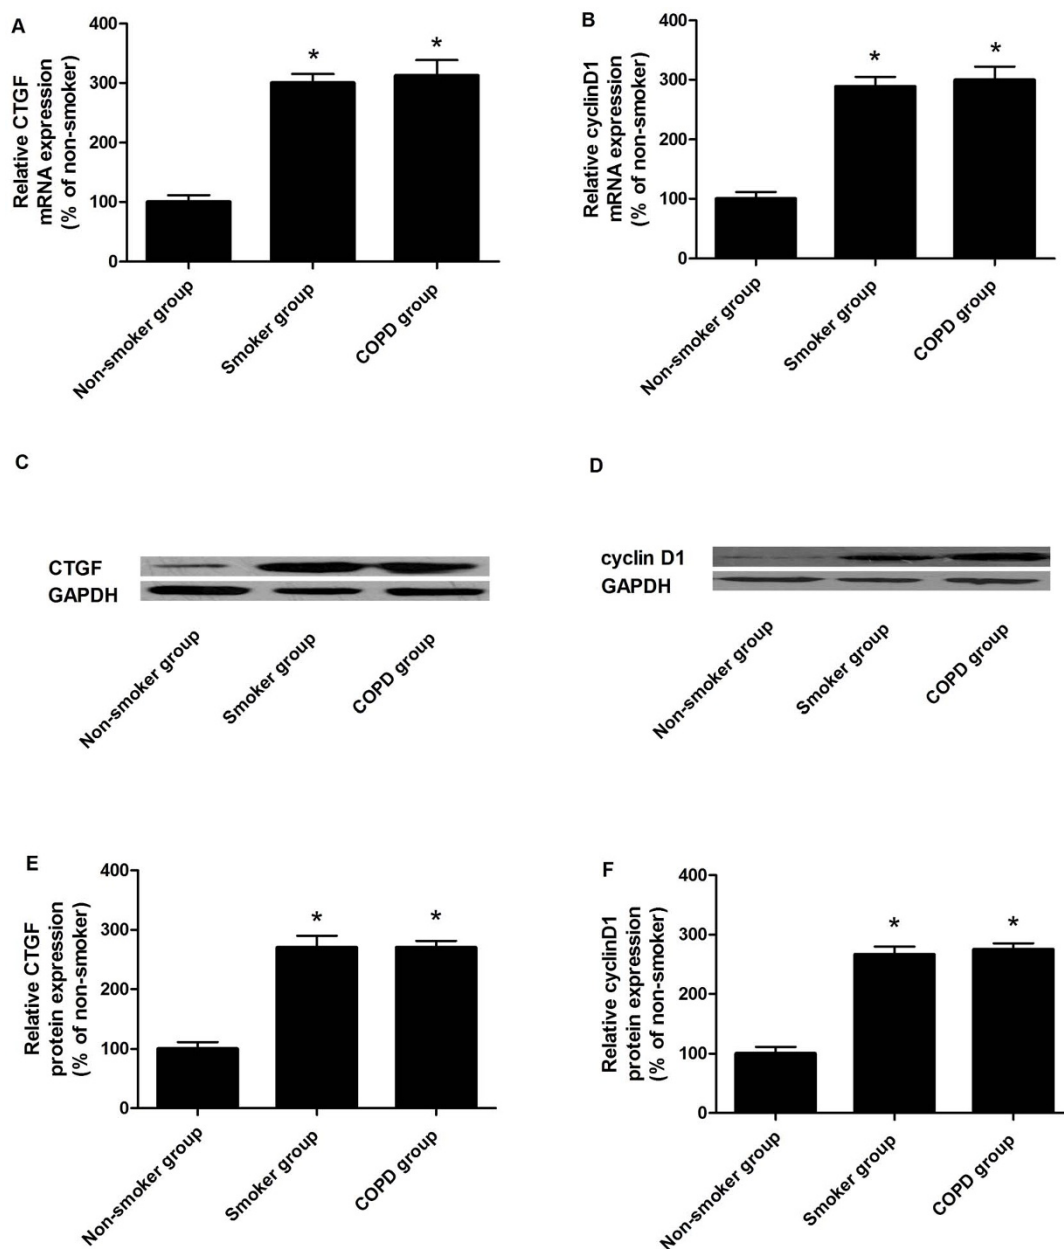 A
Relative CTGF
mRNA expression
(% of non-smoker)
400
300
200
100
0
*
*
Non-smoker group
Smoker group
COPD group
B
Relative cyclinD1
mRNA expression
(% of non-smoker)
400
300
200
100
0
*
*
Non-smoker group
Smoker group
COPD group
C
CTGF
GAPDH
Non-smoker group
Smoker group
COPD group
D
cyclin D1
GAPDH
Non-smoker group
Smoker group
COPD group
E
Relative CTGF
protein expression
(% of non-smoker)
400
300
200
100
0
*
*
Non-smoker group
Smoker group
COPD group
F
Relative cyclinD1
protein expression
(% of non-smoker)
400
300
200
100
0
*
*
Non-smoker group
Smoker group
COPD group